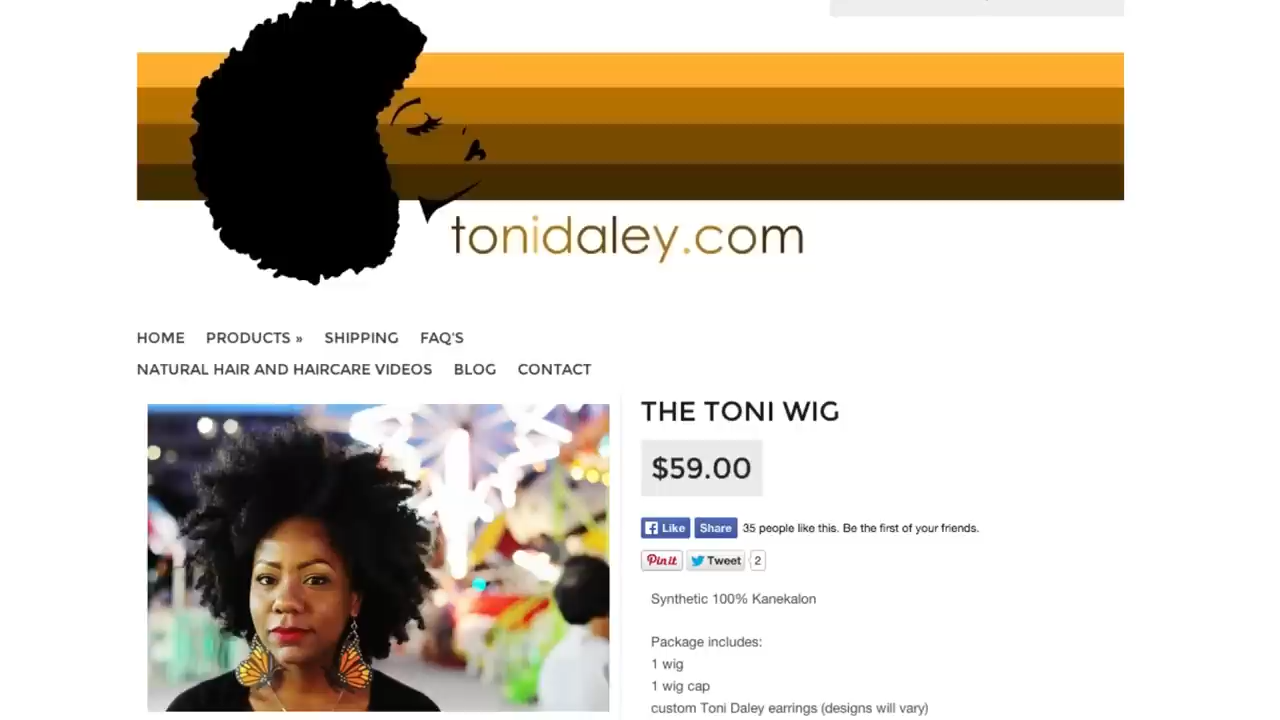 tonidaley.com
HOME PRODUCTS » SHIPPING FAQ'S
NATURAL HAIR AND HAIRCARE VIDEOS BLOG CONTACT
THE TONI WIG
$59.00
Like Share 35 people like this. Be the first of your friends.
Pinit Tweet 2
Synthetic 100% Kanekalon
Package includes:
1 wig
1 wig cap
custom Toni Daley earrings (designs will vary)